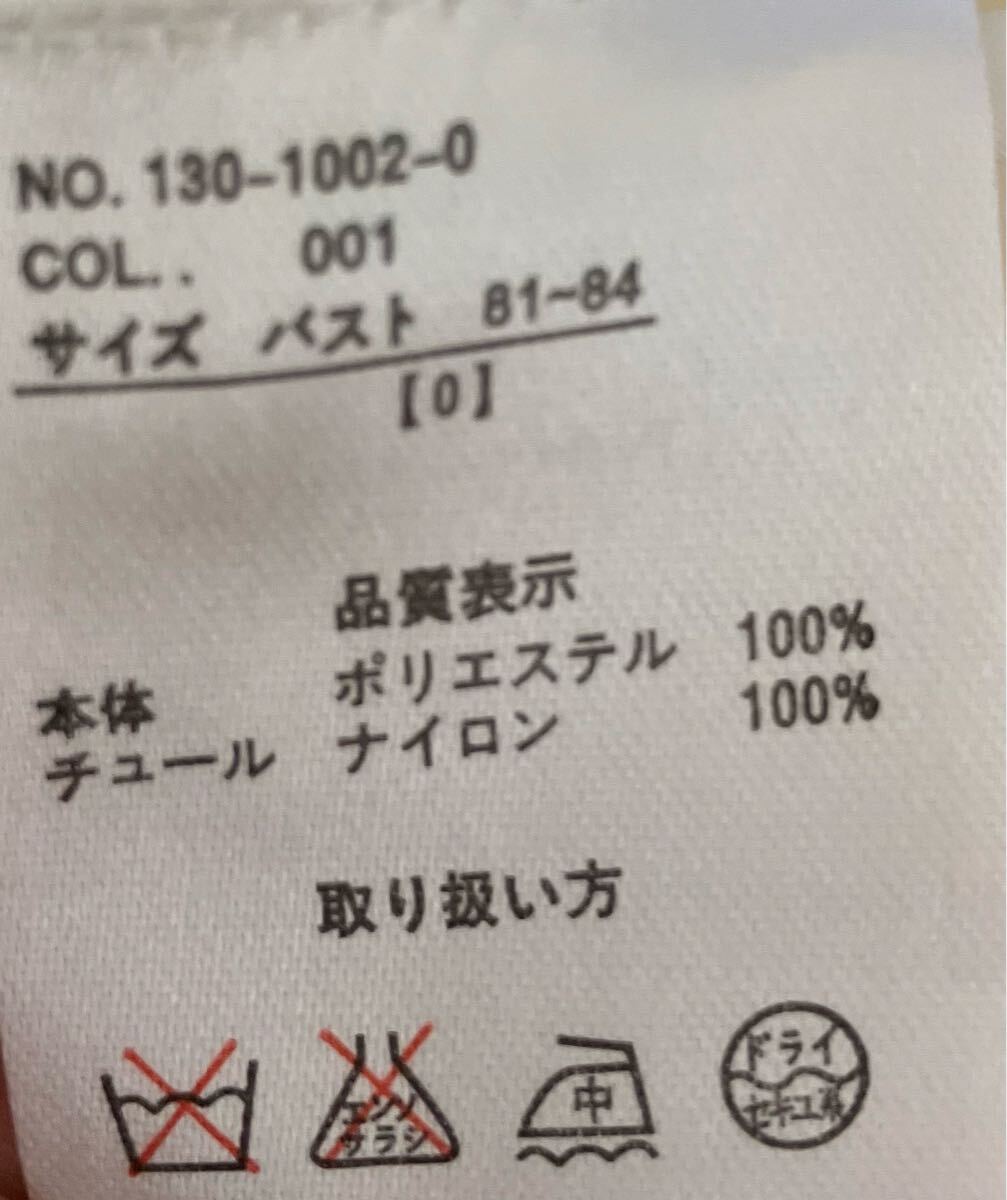 NO. 130-1002-0
COL.. 001
サイズ バスト 81~84
【0】
品質表示
本体 ポリエステル 100%
チュール ナイロン 100%
取り扱い方
エンソ
サラシ
中
ドライ
セキユ系